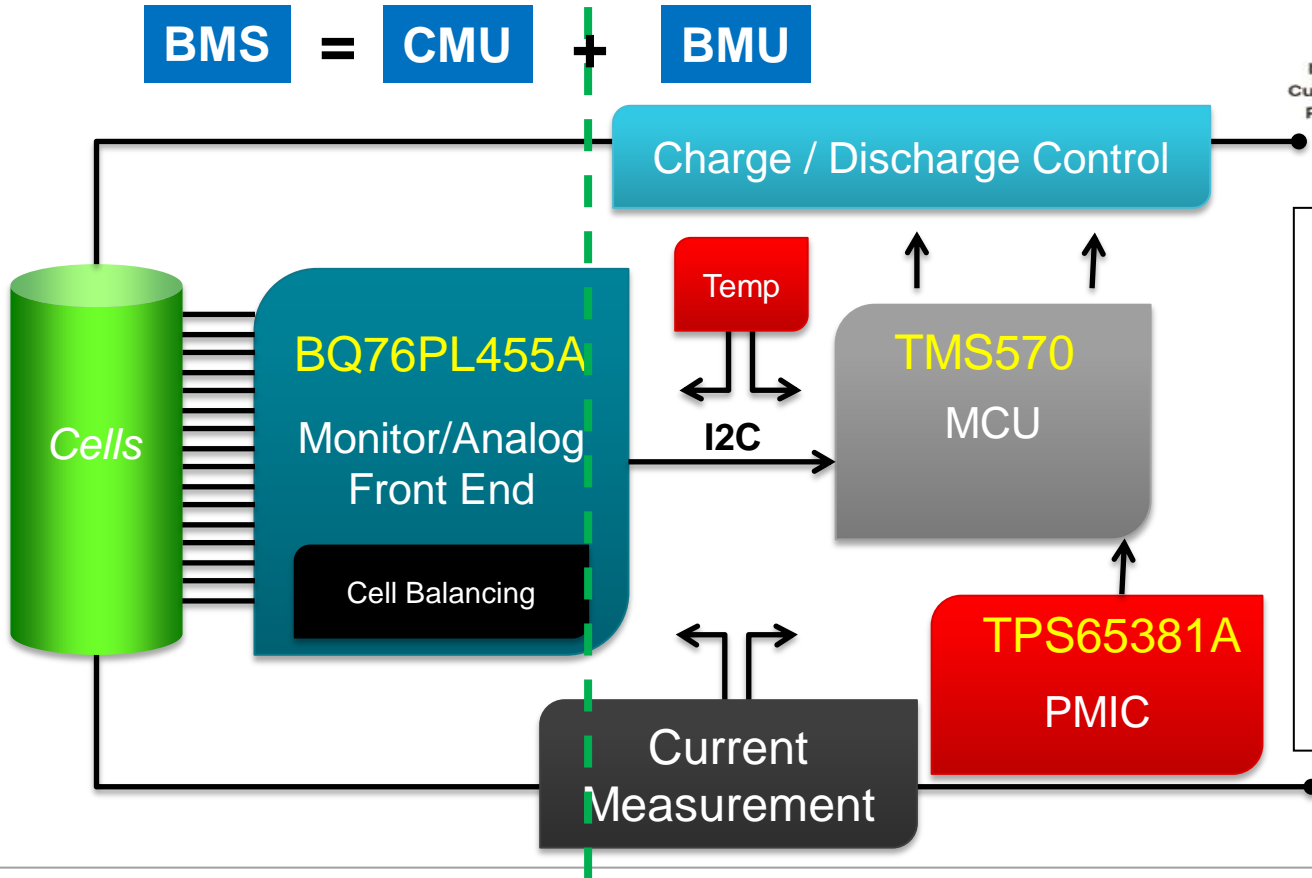 BMS = CMU + BMU
Charge / Discharge Control
Temp
BQ76PL455A
TMS570
Cells
Monitor/Analog
Front End
I2C
MCU
Cell Balancing
TPS65381A
PMIC
Current
Measurement